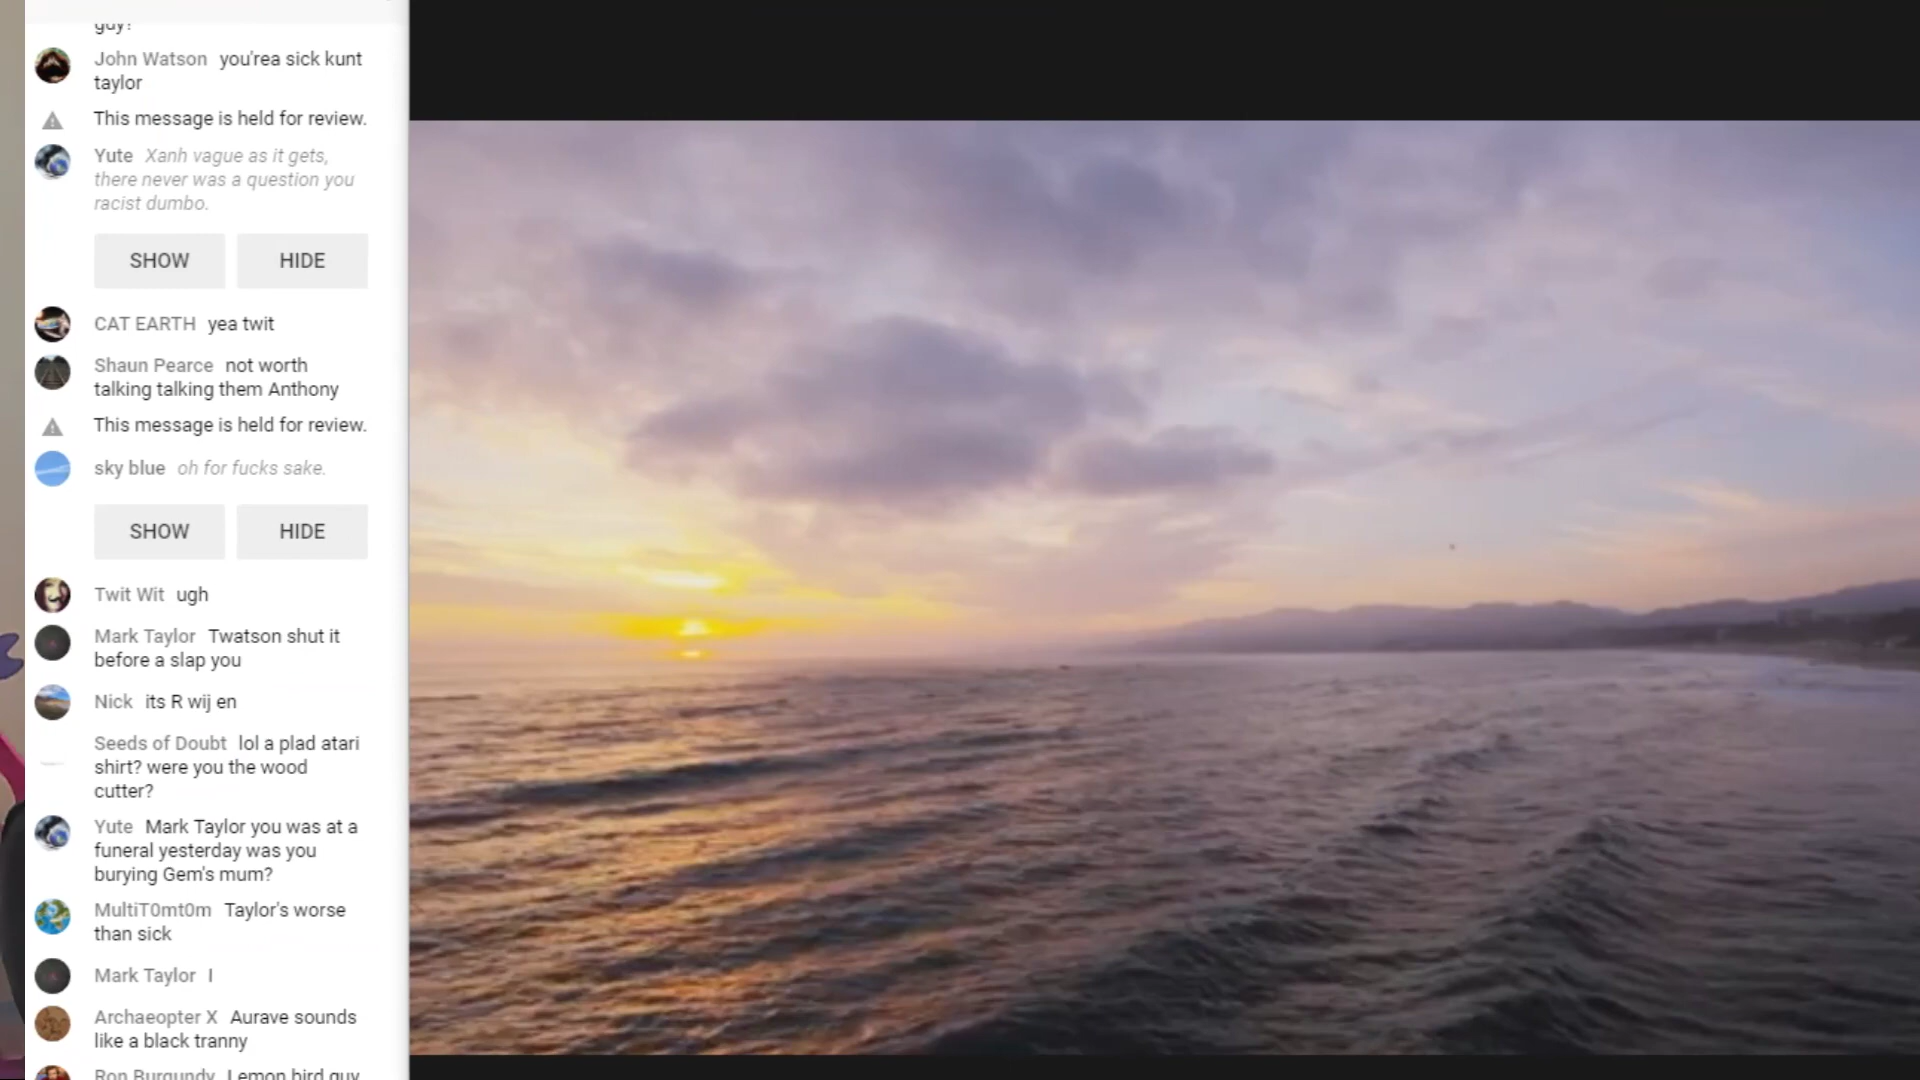 guy?
John Watson you'rea sick kunt
taylor
This message is held for review.
Yute Xanh vague as it gets,
there never was a question you
racist dumbo.
SHOW HIDE
CAT EARTH yea twit
Shaun Pearce not worth
talking talking them Anthony
This message is held for review.
sky blue oh for fucks sake.
SHOW HIDE
Twit Wit ugh
Mark Taylor Twatson shut it
before a slap you
Nick its R wij en
Seeds of Doubt lol a plad atari
shirt? were you the wood
cutter?
Yute Mark Taylor you was at a
funeral yesterday was you
burying Gem's mum?
MultiT0mt0m Taylor's worse
than sick
Mark Taylor I
Archaeopter X Aurave sounds
like a black tranny
Ron Burgundy Lemon bird guy